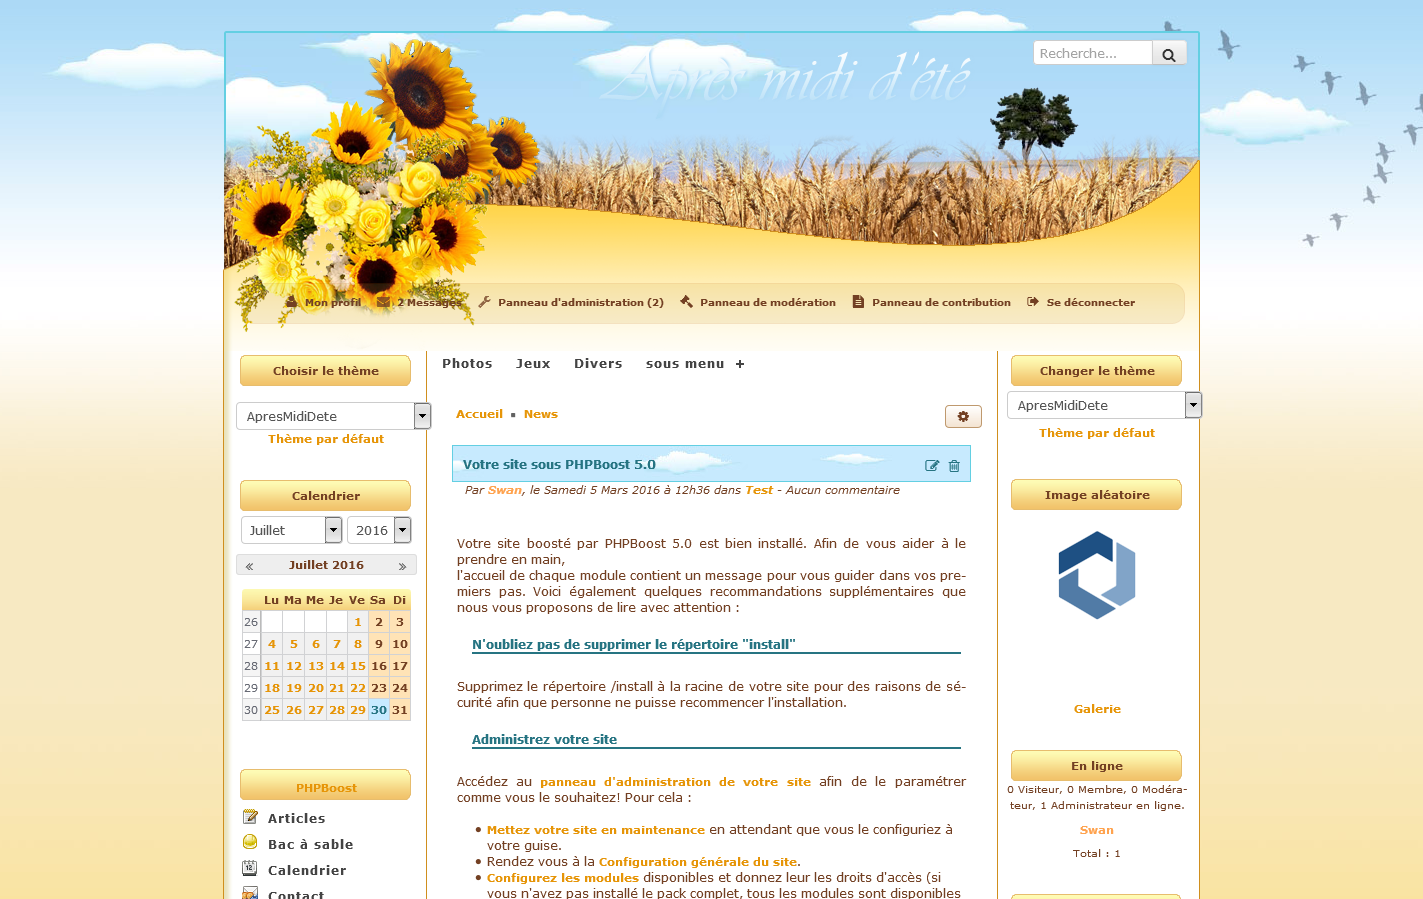 Après midi d'été
Recherche...
Mon profil 2 Messages Panneau d'administration (2) Panneau de modération Panneau de contribution Se déconnecter
Choisir le thème
ApresMidiDete
Thème par défaut
Calendrier
Juillet 2016
« Juillet 2016 »
Lu Ma Me Je Ve Sa Di
26 1 2 3
27 4 5 6 7 8 9 10
28 11 12 13 14 15 16 17
29 18 19 20 21 22 23 24
30 25 26 27 28 29 30 31
PHPBoost
Articles
Bac à sable
Calendrier
Contact
Photos Jeux Divers sous menu +
Accueil ▪ News
Votre site sous PHPBoost 5.0
Par Swan, le Samedi 5 Mars 2016 à 12h36 dans Test - Aucun commentaire
Votre site boosté par PHPBoost 5.0 est bien installé. Afin de vous aider à le
prendre en main,
l'accueil de chaque module contient un message pour vous guider dans vos pre-
miers pas. Voici également quelques recommandations supplémentaires que
nous vous proposons de lire avec attention :
N'oubliez pas de supprimer le répertoire "install"
Supprimez le répertoire /install à la racine de votre site pour des raisons de sé-
curité afin que personne ne puisse recommencer l'installation.
Administrez votre site
Accédez au panneau d'administration de votre site afin de le paramétrer
comme vous le souhaitez! Pour cela :
• Mettez votre site en maintenance en attendant que vous le configuriez à
votre guise.
• Rendez vous à la Configuration générale du site.
• Configurez les modules disponibles et donnez leur les droits d'accès (si
vous n'avez pas installé le pack complet, tous les modules sont disponibles
Changer le thème
ApresMidiDete
Thème par défaut
Image aléatoire
Galerie
En ligne
0 Visiteur, 0 Membre, 0 Modéra-
teur, 1 Administrateur en ligne.
Swan
Total : 1